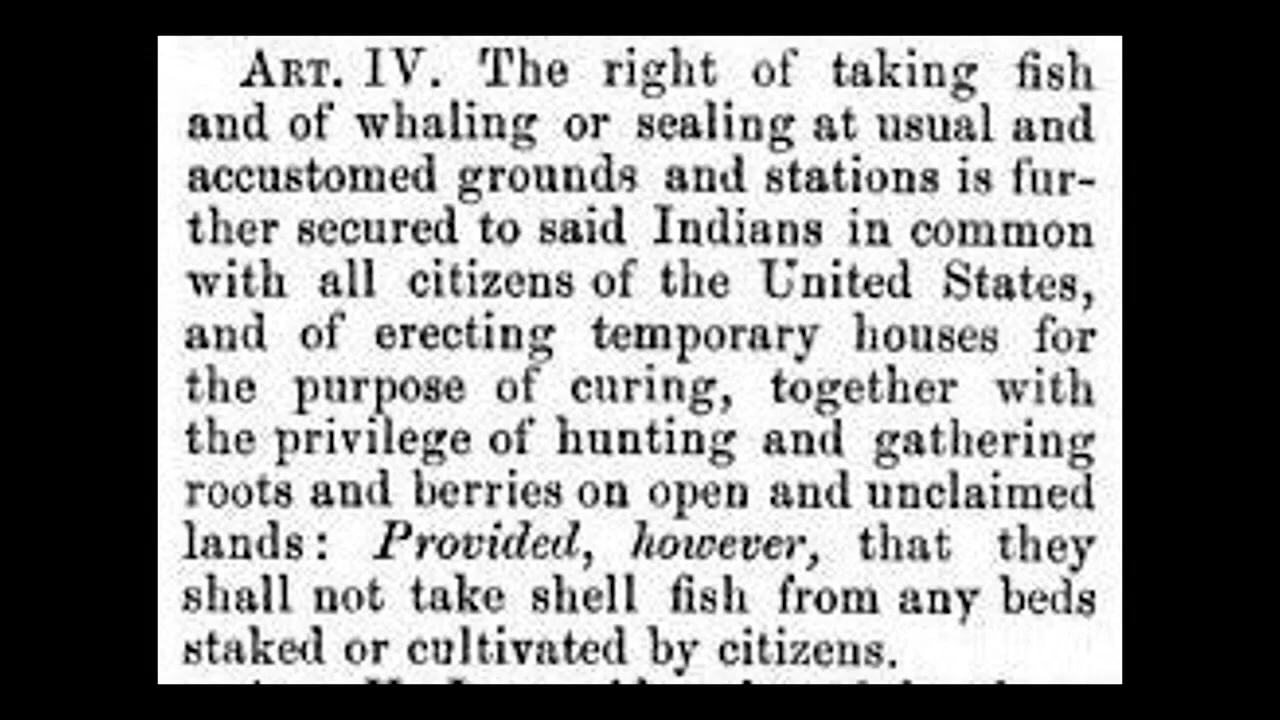 ART. IV. The right of taking fish
and of whaling or sealing at usual and
accustomed grounds and stations is fur-
ther secured to said Indians in common
with all citizens of the United States,
and of erecting temporary houses for
the purpose of curing, together with
the privilege of hunting and gathering
roots and berries on open and unclaimed
lands: Provided, however, that they
shall not take shell fish from any beds
staked or cultivated by citizens.